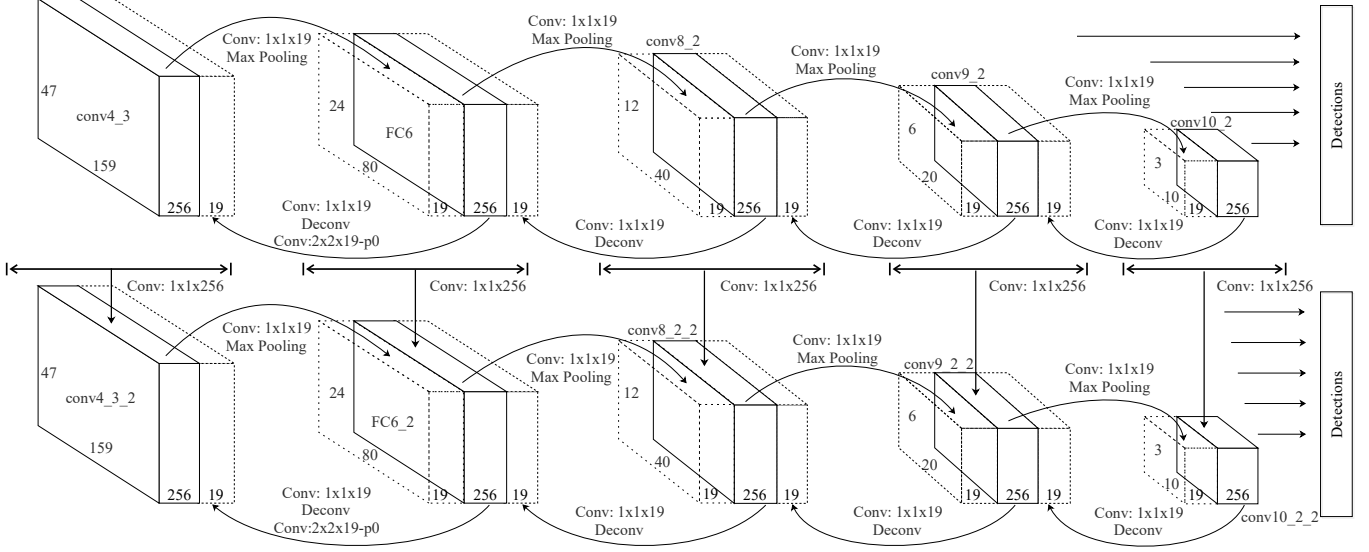 Conv: 1x1x19
Max Pooling
Conv: 1x1x19
Max Pooling
conv8_2
Conv: 1x1x19
Max Pooling
conv9_2
Conv: 1x1x19
Max Pooling
conv10_2
47
conv4_3
159
256
19
24
FC6
80
19
256
19
12
40
19
256
19
6
20
19
256
19
3
10
19
256
Detections
Conv: 1x1x19
Deconv
Conv:2x2x19-p0
Conv: 1x1x19
Deconv
Conv: 1x1x19
Deconv
Conv: 1x1x19
Deconv
Conv: 1x1x256
Conv: 1x1x256
Conv: 1x1x256
Conv: 1x1x256
Conv: 1x1x256
Conv: 1x1x19
Max Pooling
Conv: 1x1x19
Max Pooling
conv8_2_2
Conv: 1x1x19
Max Pooling
conv9_2_2
Conv: 1x1x19
Max Pooling
47
conv4_3_2
159
256
19
24
FC6_2
80
19
256
19
12
40
19
256
19
6
20
19
256
19
3
10
19
256
conv10_2_2
Detections
Conv: 1x1x19
Deconv
Conv:2x2x19-p0
Conv: 1x1x19
Deconv
Conv: 1x1x19
Deconv
Conv: 1x1x19
Deconv